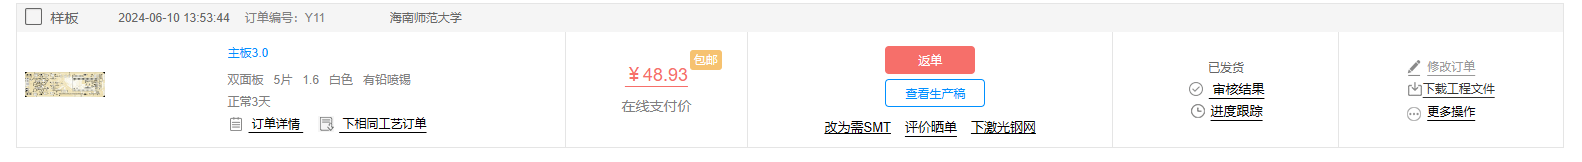 样板 2024-06-10 13:53:44 订单编号：Y11 海南师范大学
主板3.0
双面板 5片 1.6 白色 有铅喷锡
正常3天
订单详情 下相同工艺订单
包邮
￥48.93
在线支付价
返单
查看生产稿
改为需SMT 评价晒单 下激光钢网
已发货
审核结果
进度跟踪
修改订单
下载工程文件
更多操作